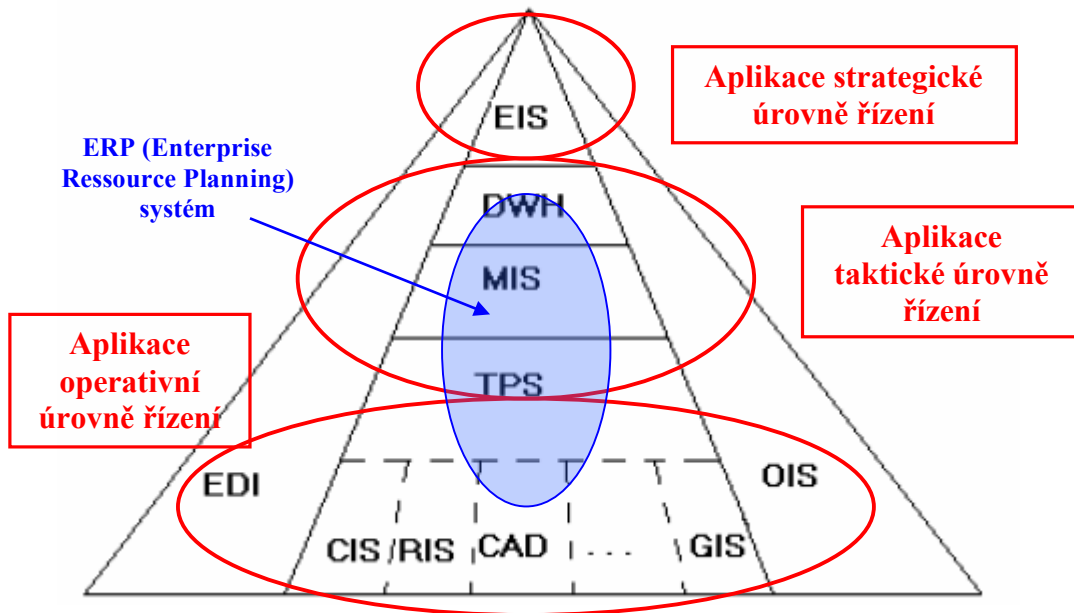 Aplikace strategické
úrovně řízení
EIS
ERP (Enterprise
Ressource Planning)
systém
DWH
Aplikace
taktické úrovně
řízení
MIS
Aplikace
operativní
úrovně řízení
TPS
EDI
OIS
CIS
RIS
CAD
. . .
GIS